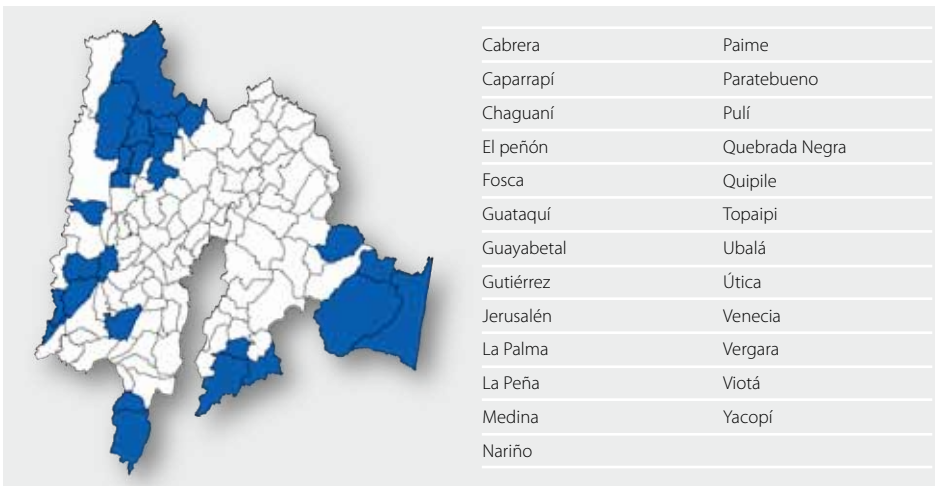 Cabrera Paime
Caparrapí Paratebueno
Chaguaní Pulí
El peñón Quebrada Negra
Fosca Quipile
Guataquí Topaipi
Guayabetal Ubalá
Gutiérrez Útica
Jerusalén Venecia
La Palma Vergara
La Peña Viotá
Medina Yacopí
Nariño